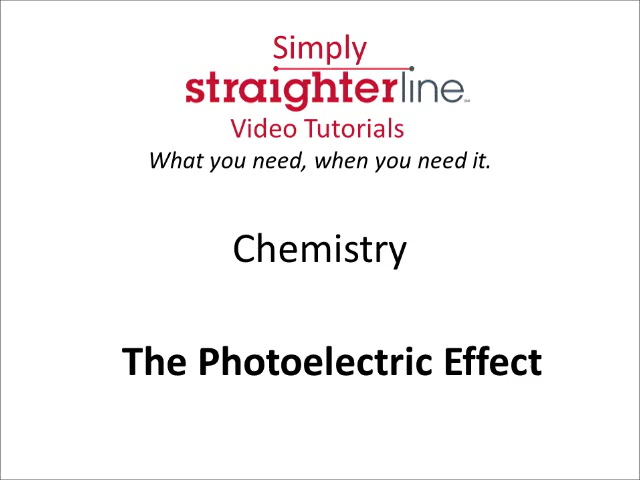 Simply
straighterline
Video Tutorials
What you need, when you need it.
Chemistry
The Photoelectric Effect